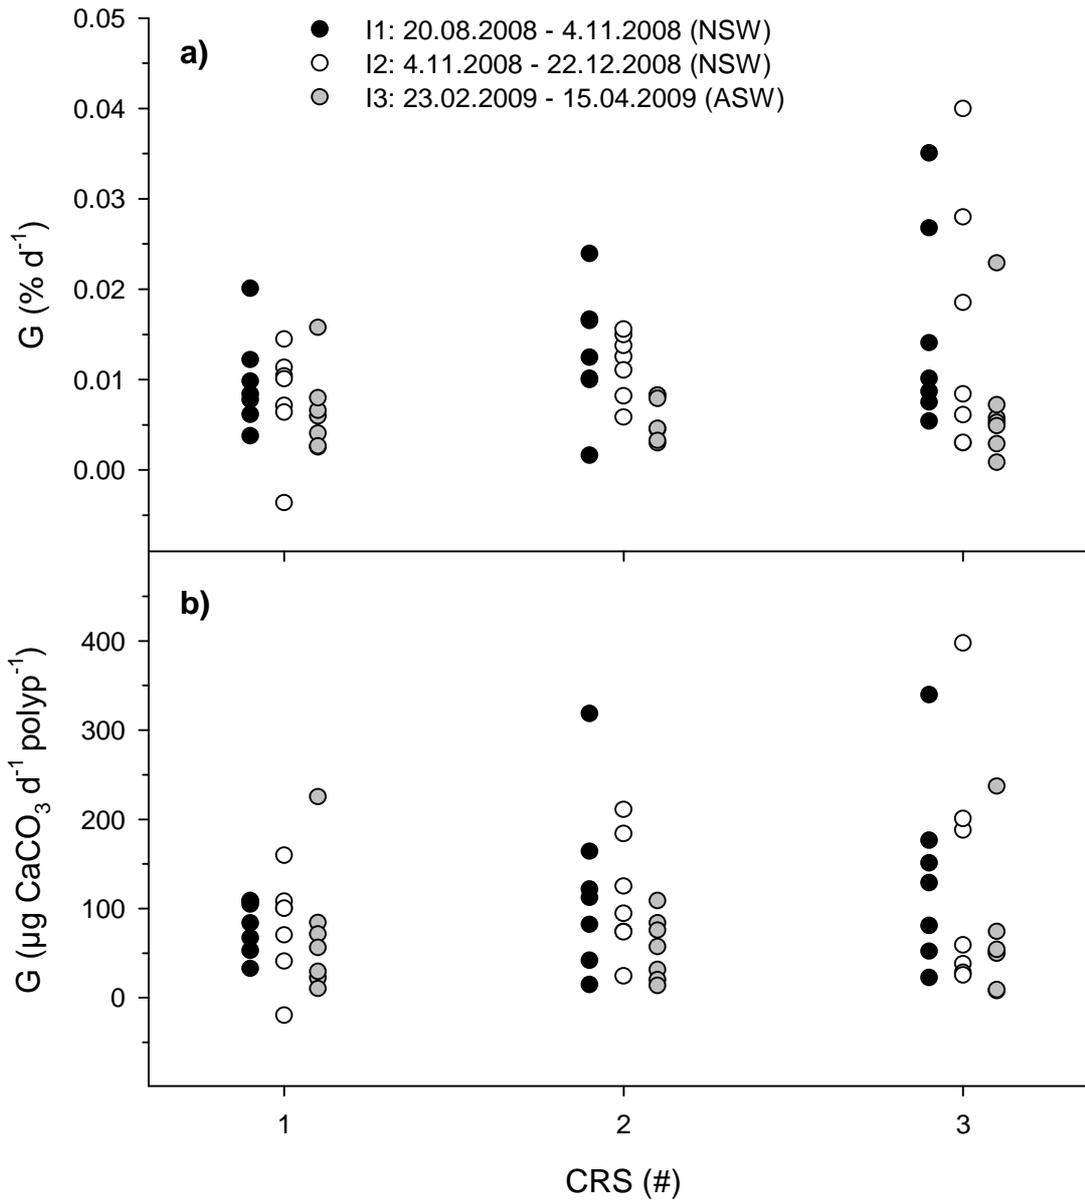 a)
I1: 20.08.2008 - 4.11.2008 (NSW)
I2: 4.11.2008 - 22.12.2008 (NSW)
I3: 23.02.2009 - 15.04.2009 (ASW)
0.05
0.04
0.03
0.02
0.01
0.00
G (% d⁻¹)
b)
400
300
200
100
0
G (µg CaCO₃ d⁻¹ polyp⁻¹)
1 2 3
CRS (#)